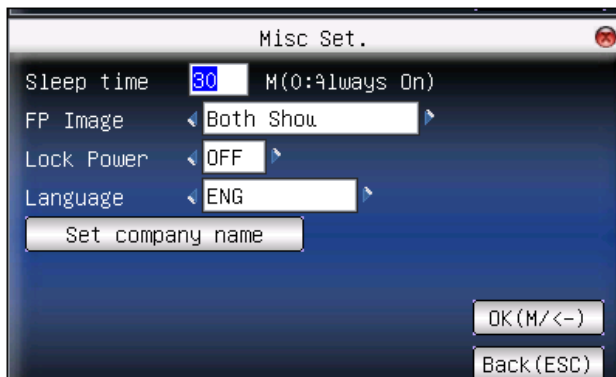 Misc Set.
Sleep time 30 M(0:Always On)
FP Image Both Show
Lock Power OFF
Language ENG
Set company name
OK(M/<-)
Back(ESC)